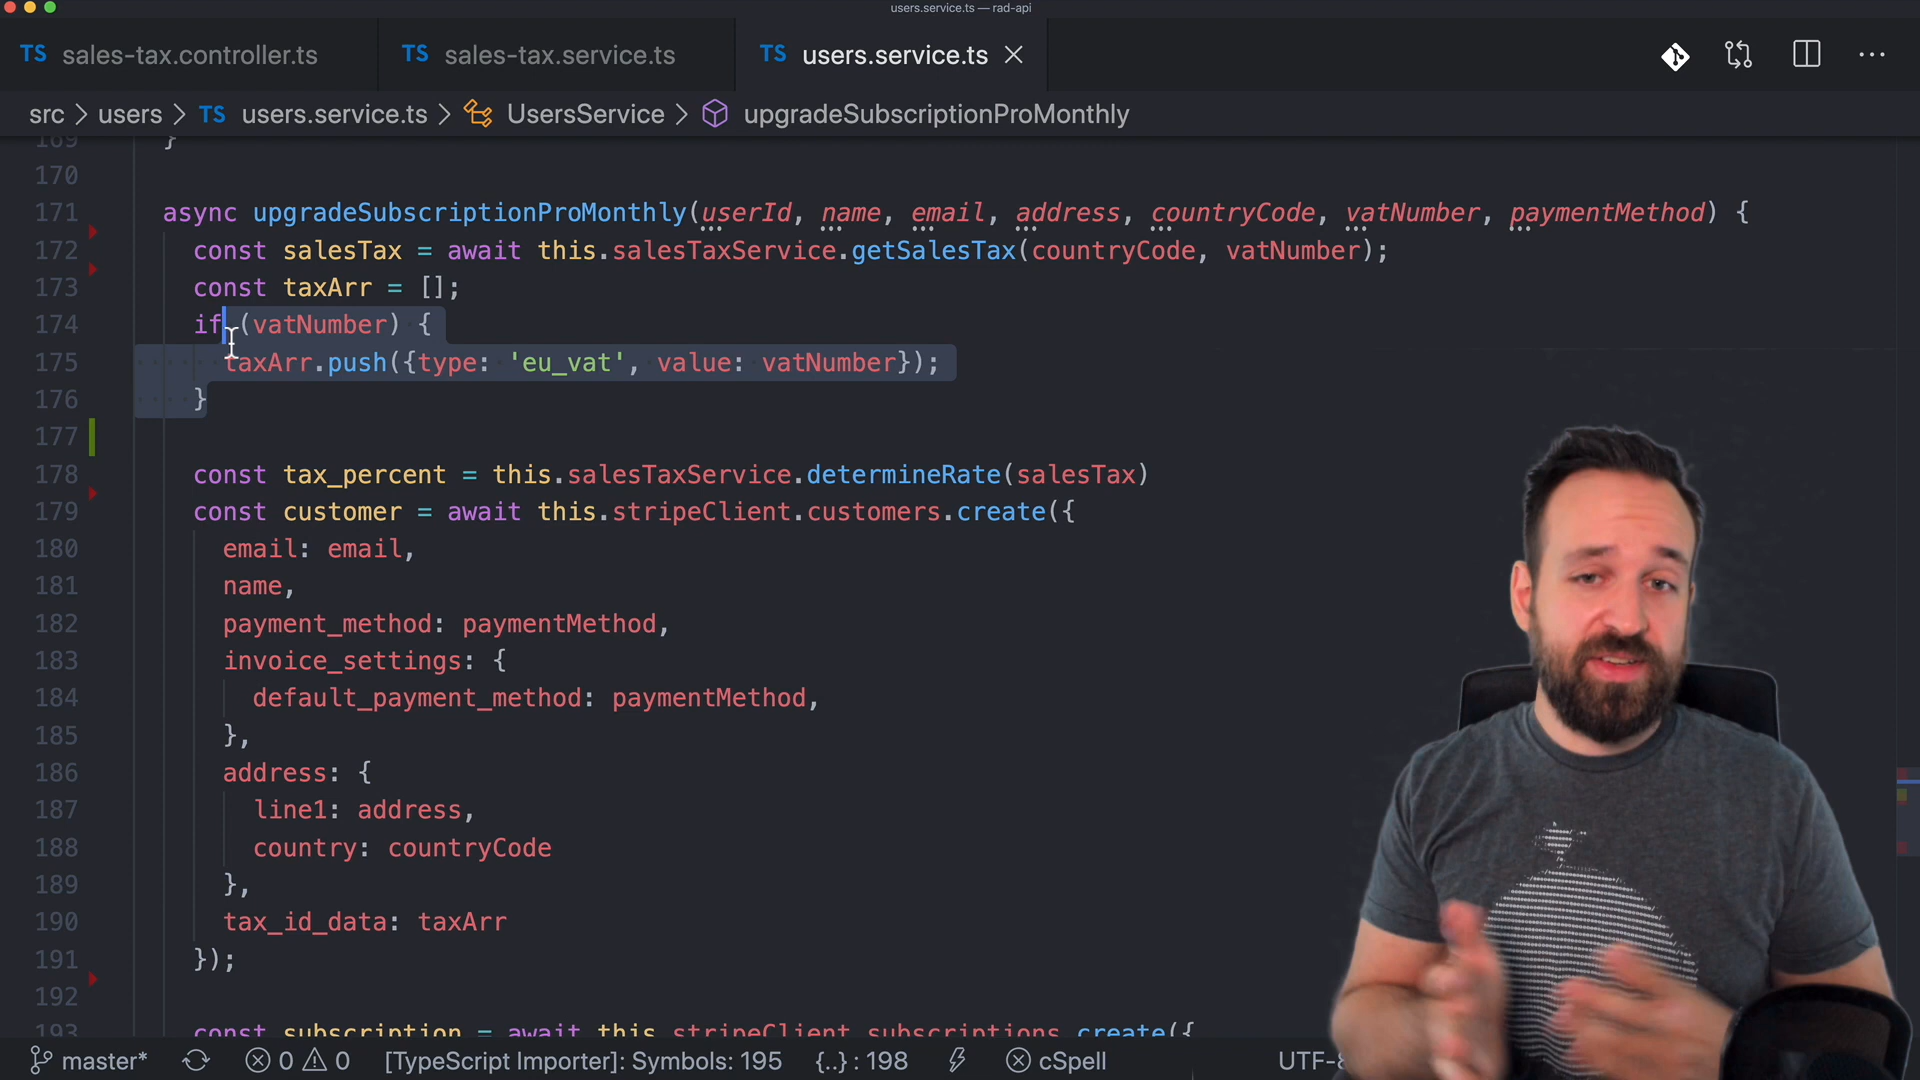 users.service.ts — rad-api
TS sales-tax.controller.ts
TS sales-tax.service.ts
TS users.service.ts
src > users > TS users.service.ts > UsersService > upgradeSubscriptionProMonthly
169 }
170
171 async upgradeSubscriptionProMonthly(userId, name, email, address, countryCode, vatNumber, paymentMethod) {
172 const salesTax = await this.salesTaxService.getSalesTax(countryCode, vatNumber);
173 const taxArr = [];
174 if (vatNumber) {
175 taxArr.push({type: 'eu_vat', value: vatNumber});
176 }
177
178 const tax_percent = this.salesTaxService.determineRate(salesTax)
179 const customer = await this.stripeClient.customers.create({
180 email: email,
181 name,
182 payment_method: paymentMethod,
183 invoice_settings: {
184 default_payment_method: paymentMethod,
185 },
186 address: {
187 line1: address,
188 country: countryCode
189 },
190 tax_id_data: taxArr
191 });
192
193 const subscription = await this.stripeClient.subscriptions.create({
master* 0 0 [TypeScript Importer]: Symbols: 195 {..} : 198 cSpell UTF-8